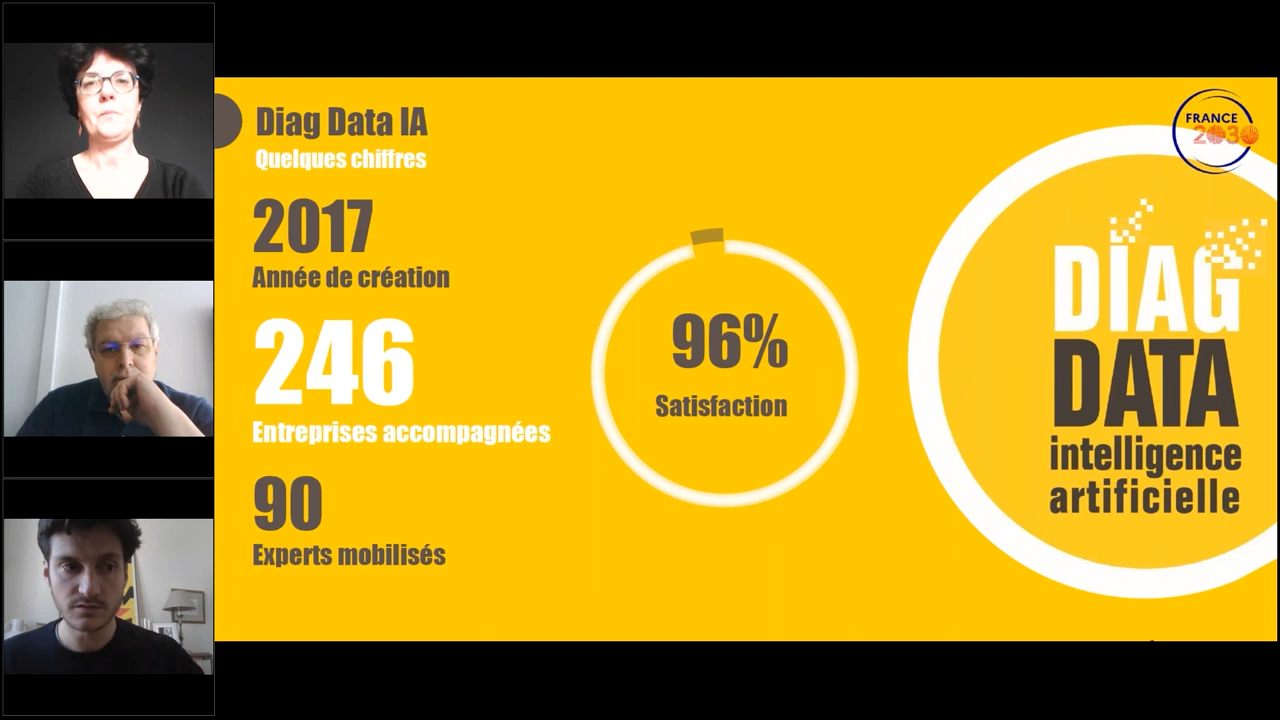 Diag Data IA
Quelques chiffres
2017
Année de création
246
Entreprises accompagnées
90
Experts mobilisés
96%
Satisfaction
FRANCE
2030
DIAG
DATA
intelligence
artificielle